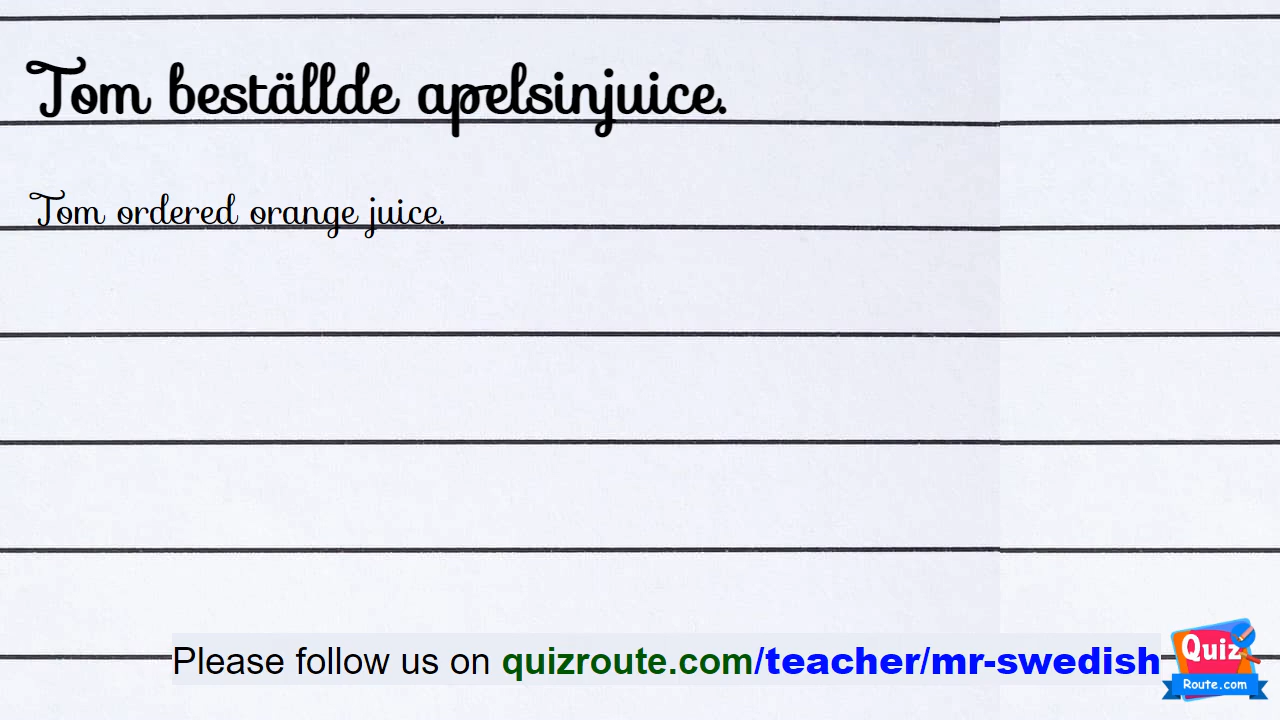 Tom beställde apelsinjuice.
Tom ordered orange juice.
Please follow us on quizroute.com/teacher/mr-swedish
Quiz
Route.com